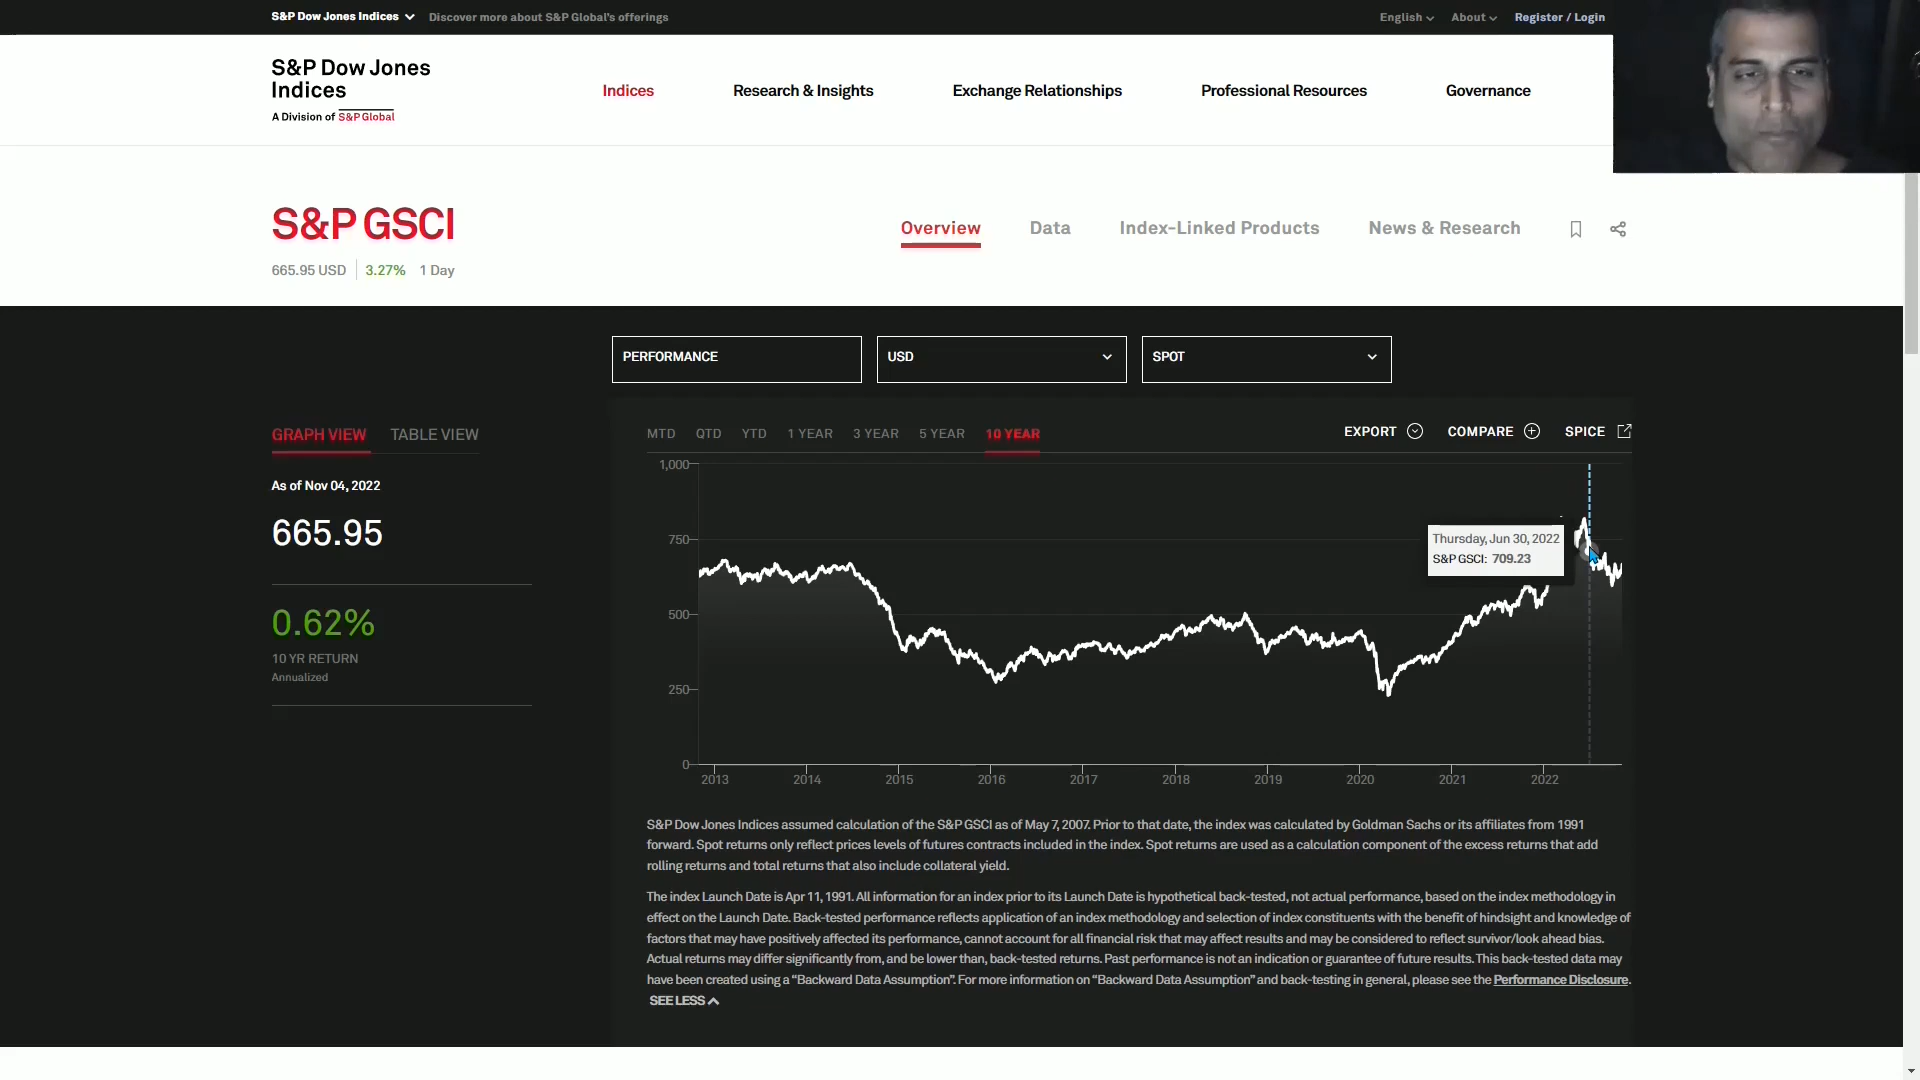 S&P Dow Jones Indices
Discover more about S&P Global's offerings
English
About
Register / Login
S&P Dow Jones
Indices
A Division of S&P Global
Indices
Research & Insights
Exchange Relationships
Professional Resources
Governance
S&P GSCI
665.95 USD
3.27%
1 Day
Overview
Data
Index-Linked Products
News & Research
PERFORMANCE
USD
SPOT
GRAPH VIEW
TABLE VIEW
As of Nov 04, 2022
665.95
0.62%
10 YR RETURN
Annualized
MTD
QTD
YTD
1 YEAR
3 YEAR
5 YEAR
10 YEAR
EXPORT
COMPARE
SPICE
1,000
750
500
250
0
Thursday, Jun 30, 2022
S&P GSCI: 709.23
2013
2014
2015
2016
2017
2018
2019
2020
2021
2022
S&P Dow Jones Indices assumed calculation of the S&P GSCI as of May 7, 2007. Prior to that date, the index was calculated by Goldman Sachs or its affiliates from 1991
forward. Spot returns only reflect prices levels of futures contracts included in the index. Spot returns are used as a calculation component of the excess returns that add
rolling returns and total returns that also include collateral yield.
The index Launch Date is Apr 11, 1991. All information for an index prior to its Launch Date is hypothetical back-tested, not actual performance, based on the index methodology in
effect on the Launch Date. Back-tested performance reflects application of an index methodology and selection of index constituents with the benefit of hindsight and knowledge of
factors that may have positively affected its performance, cannot account for all financial risk that may affect results and may be considered to reflect survivor/look ahead bias.
Actual returns may differ significantly from, and be lower than, back-tested returns. Past performance is not an indication or guarantee of future results. This back-tested data may
have been created using a “Backward Data Assumption”. For more information on “Backward Data Assumption” and back-testing in general, please see the Performance Disclosure.
SEE LESS